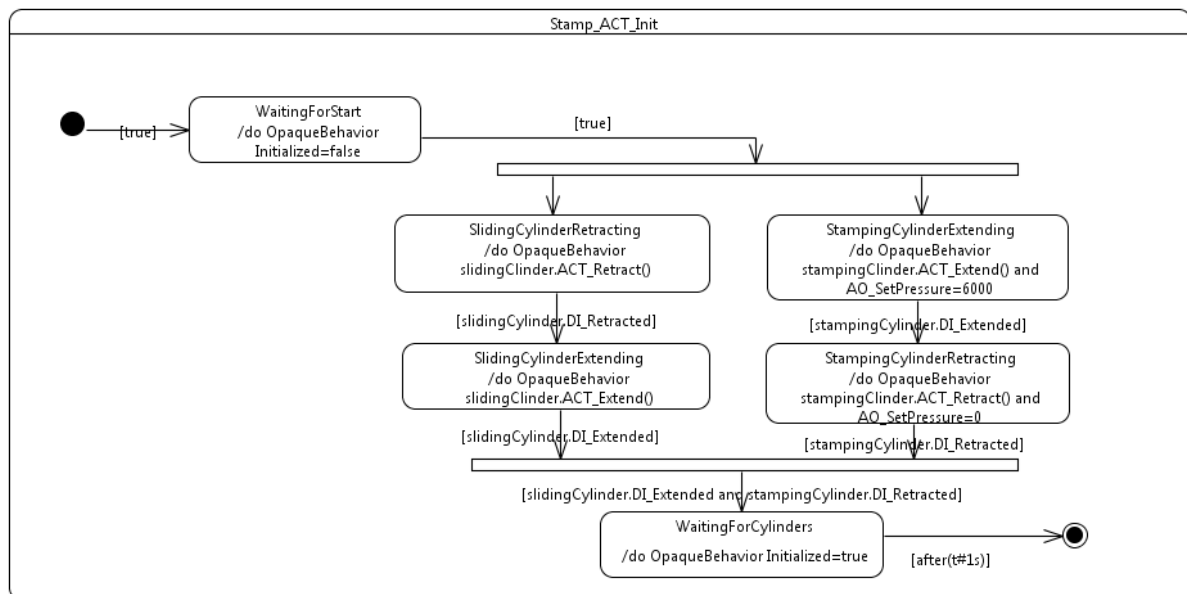 Stamp_ACT_Init
[true]
WaitingForStart
/do OpaqueBehavior
Initialized=false
[true]
SlidingCylinderRetracting
/do OpaqueBehavior
slidingClinder.ACT_Retract()
StampingCylinderExtending
/do OpaqueBehavior
stampingClinder.ACT_Extend() and
AO_SetPressure=6000
[slidingCylinder.DI_Retracted]
[stampingCylinder.DI_Extended]
SlidingCylinderExtending
/do OpaqueBehavior
slidingClinder.ACT_Extend()
StampingCylinderRetracting
/do OpaqueBehavior
stampingClinder.ACT_Retract() and
AO_SetPressure=0
[slidingCylinder.DI_Extended]
[stampingCylinder.DI_Retracted]
[slidingCylinder.DI_Extended and stampingCylinder.DI_Retracted]
WaitingForCylinders
/do OpaqueBehavior Initialized=true
[after(t#1s)]